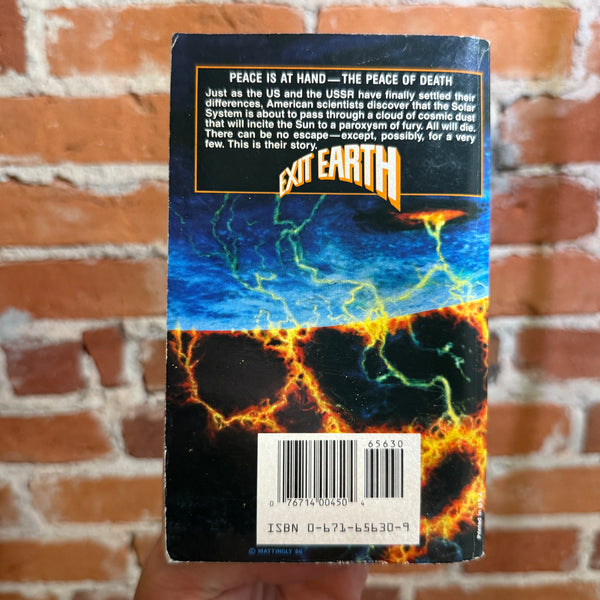 PEACE IS AT HAND—THE PEACE OF DEATH
Just as the US and the USSR have finally settled their
differences, American scientists discover that the Solar
System is about to pass through a cloud of cosmic dust
that will incite the Sun to a paroxysm of fury. All will die.
There can be no escape—except, possibly, for a very
few. This is their story.
EXIT EARTH
65630
0 76714 00450 4
ISBN 0-671-65630-9
© MATTINGLY 86
Printed in U.S.A.